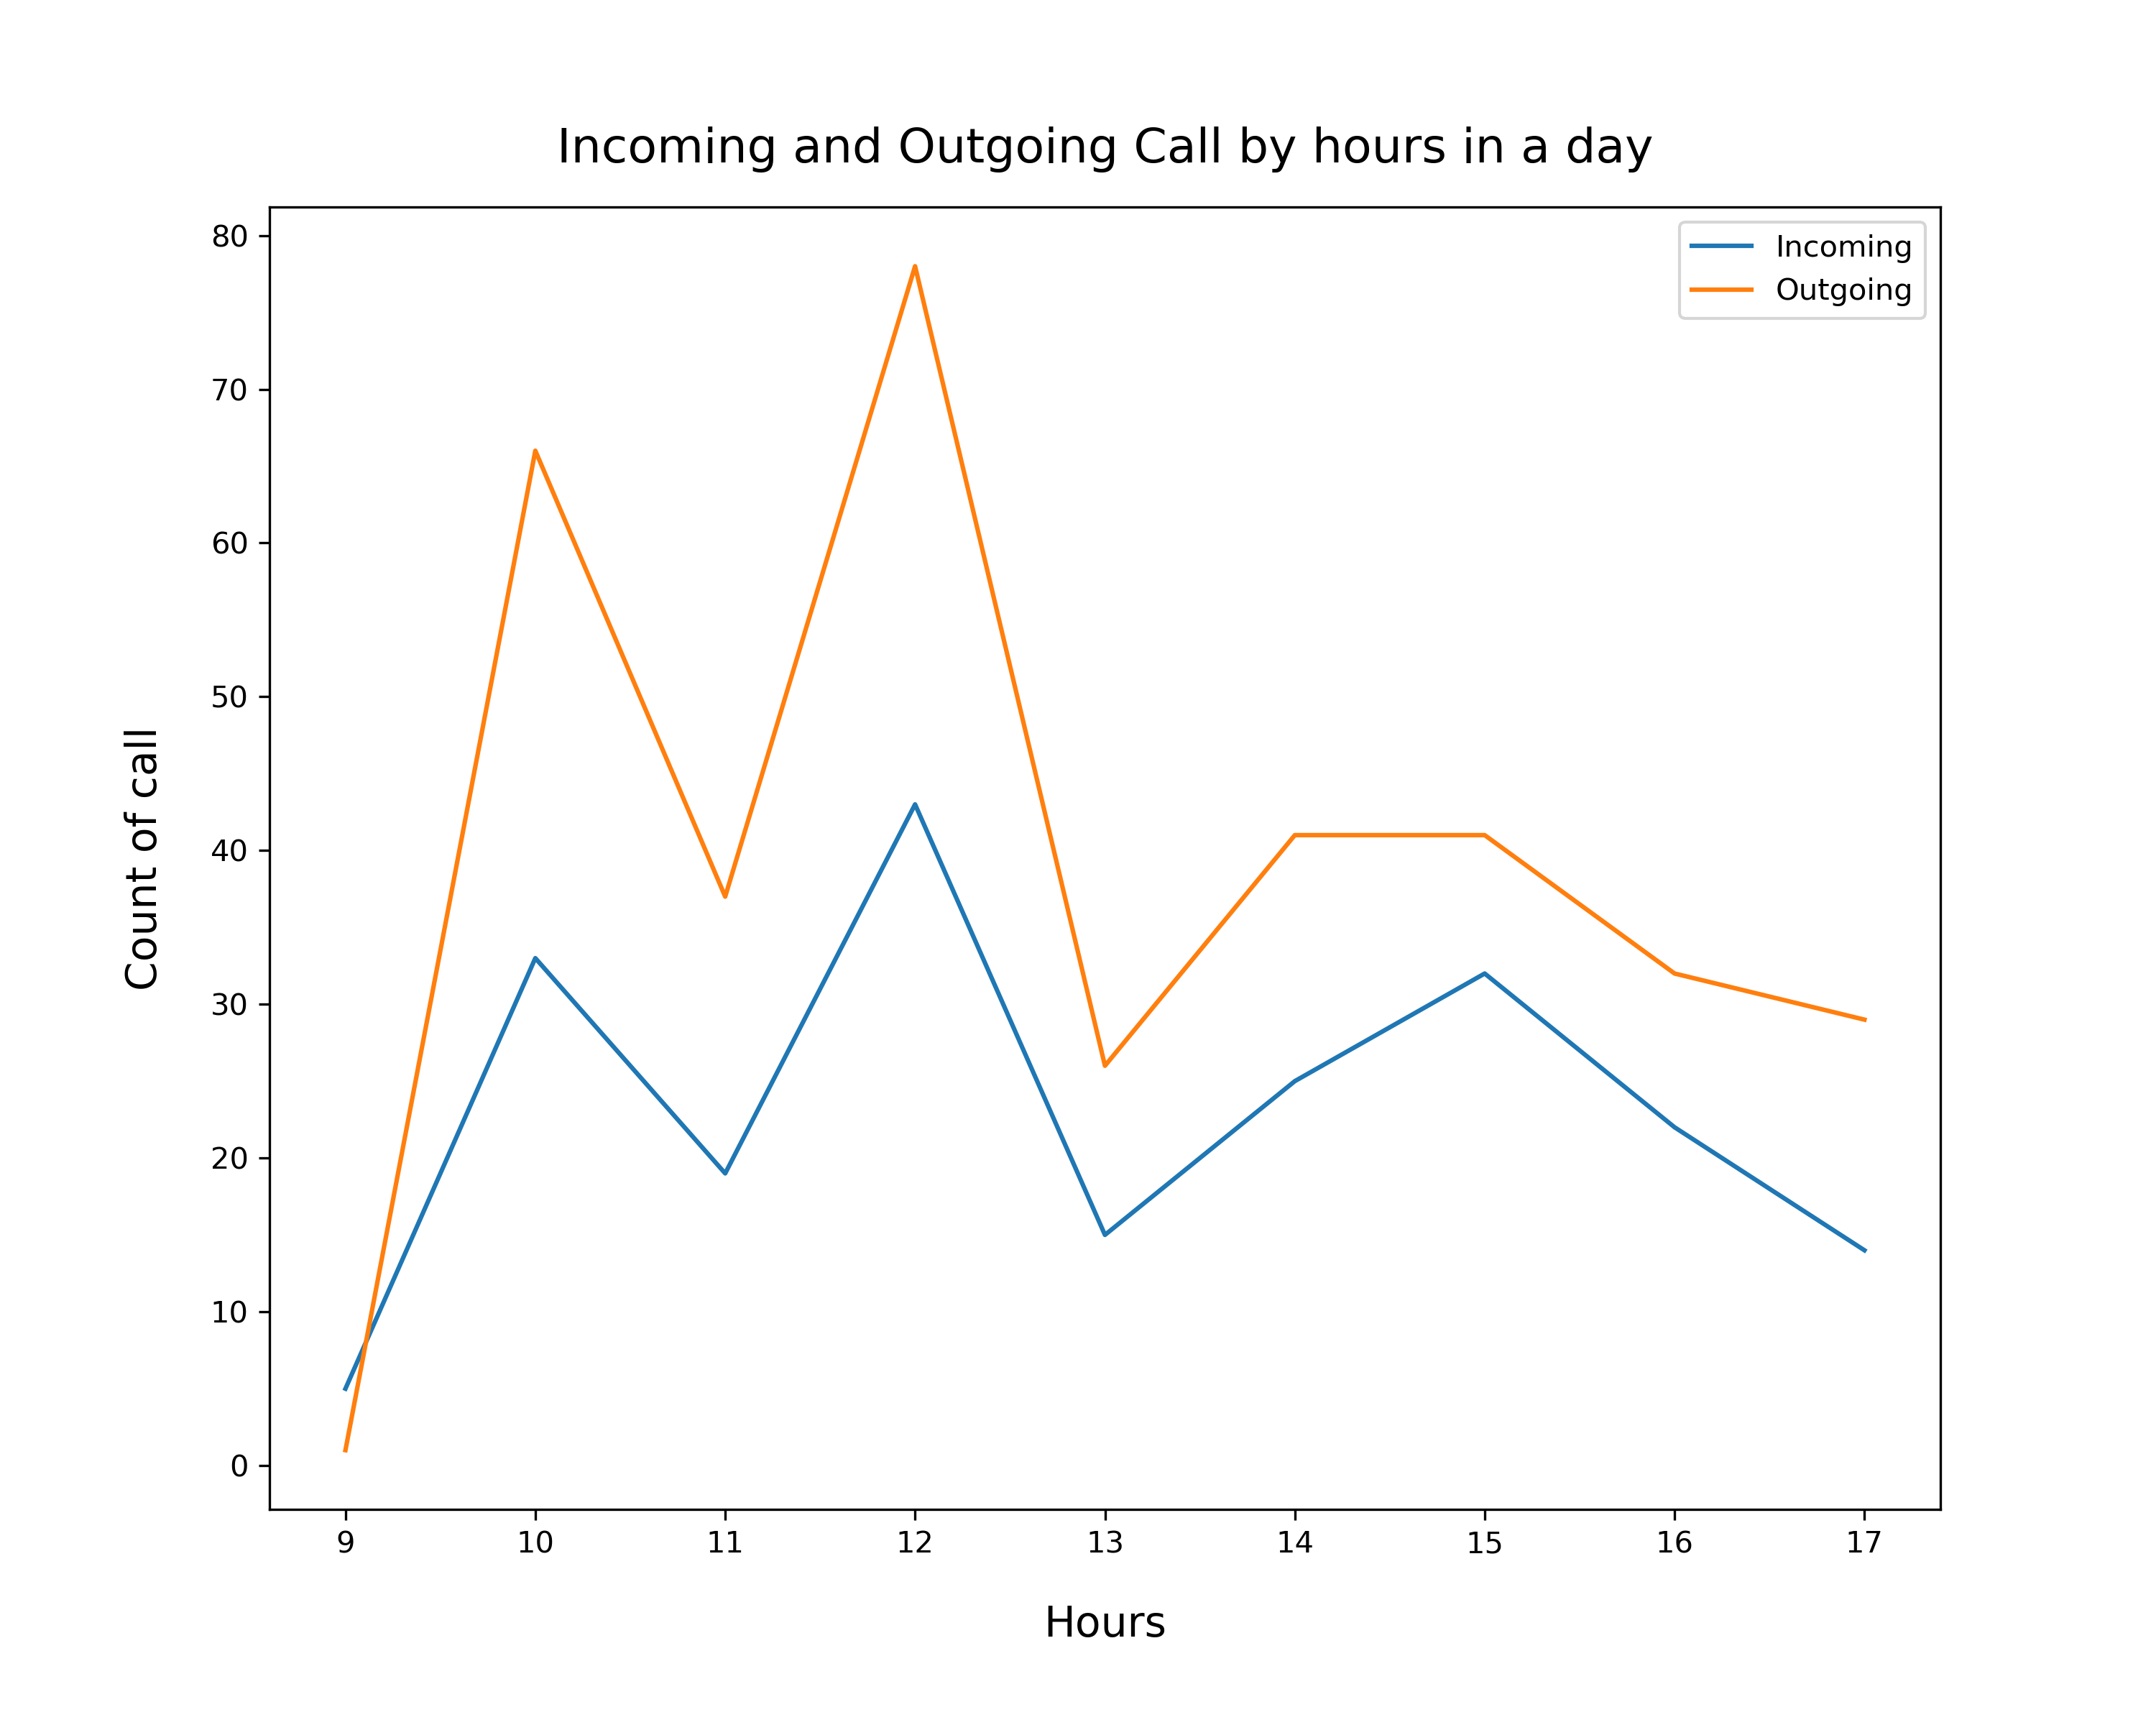 Incoming and Outgoing Call by hours in a day
Incoming
Outgoing
80
70
60
50
40
30
20
10
0
Count of call
9 10 11 12 13 14 15 16 17
Hours